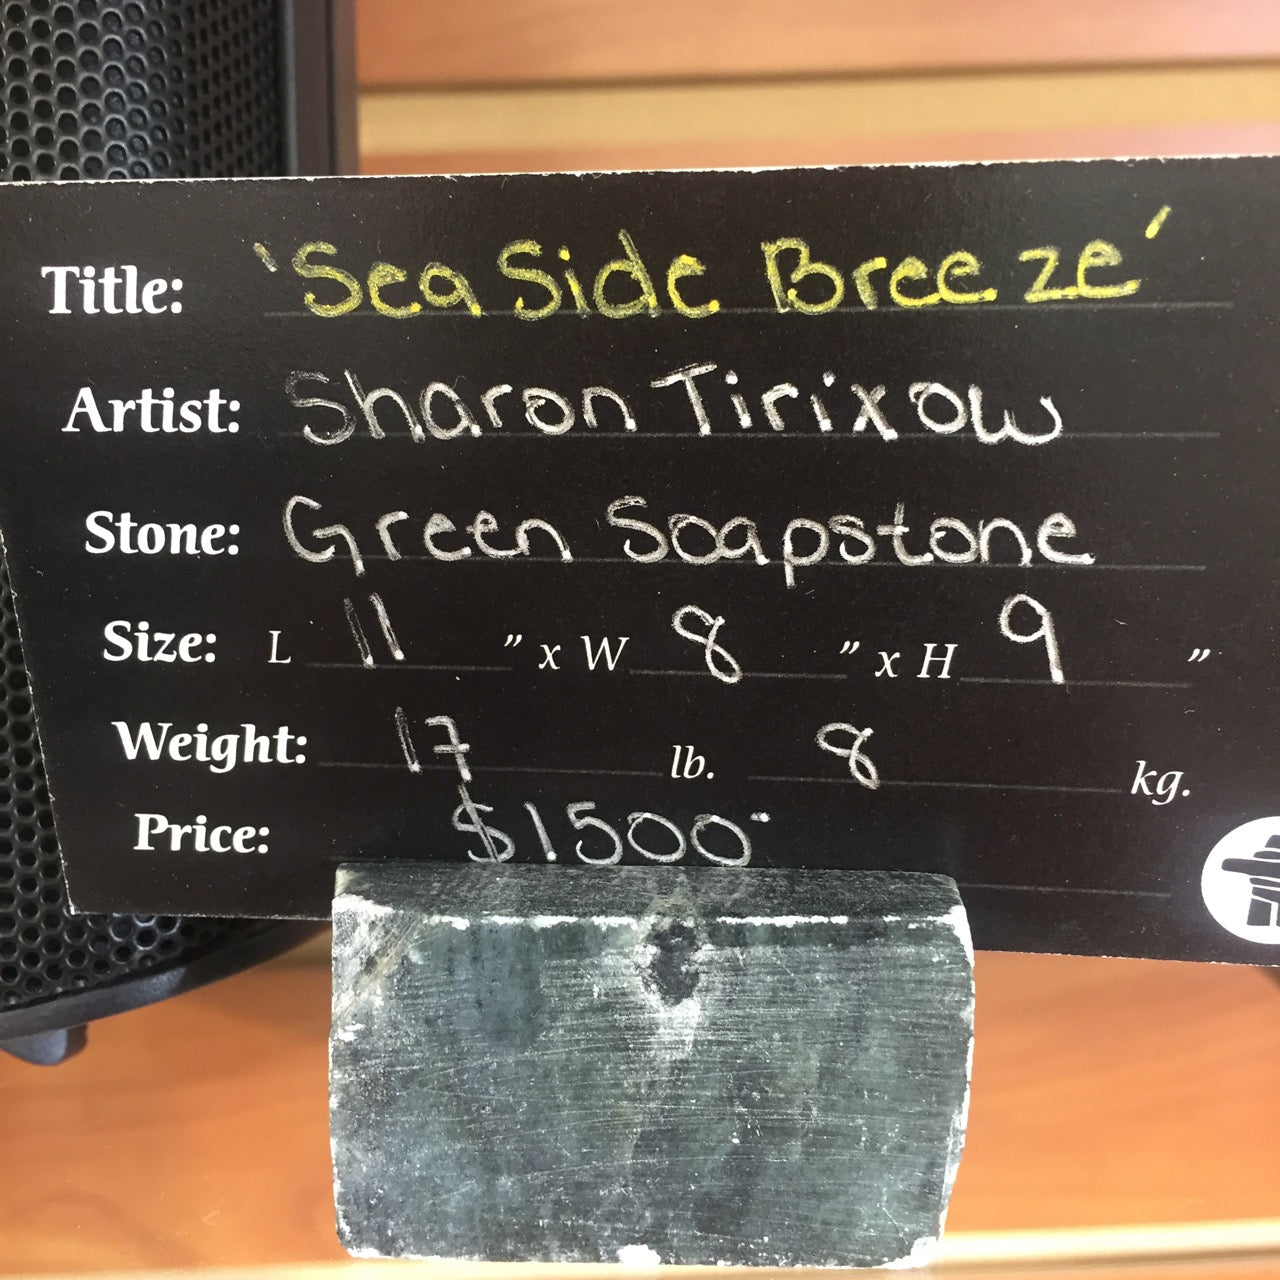 Title: 'Sea Side Breeze'
Artist: Sharon Tirixow
Stone: Green Soapstone
Size: L 11 " x W 8 " x H 9 "
Weight: 17 lb. 8 kg.
Price: $1500-